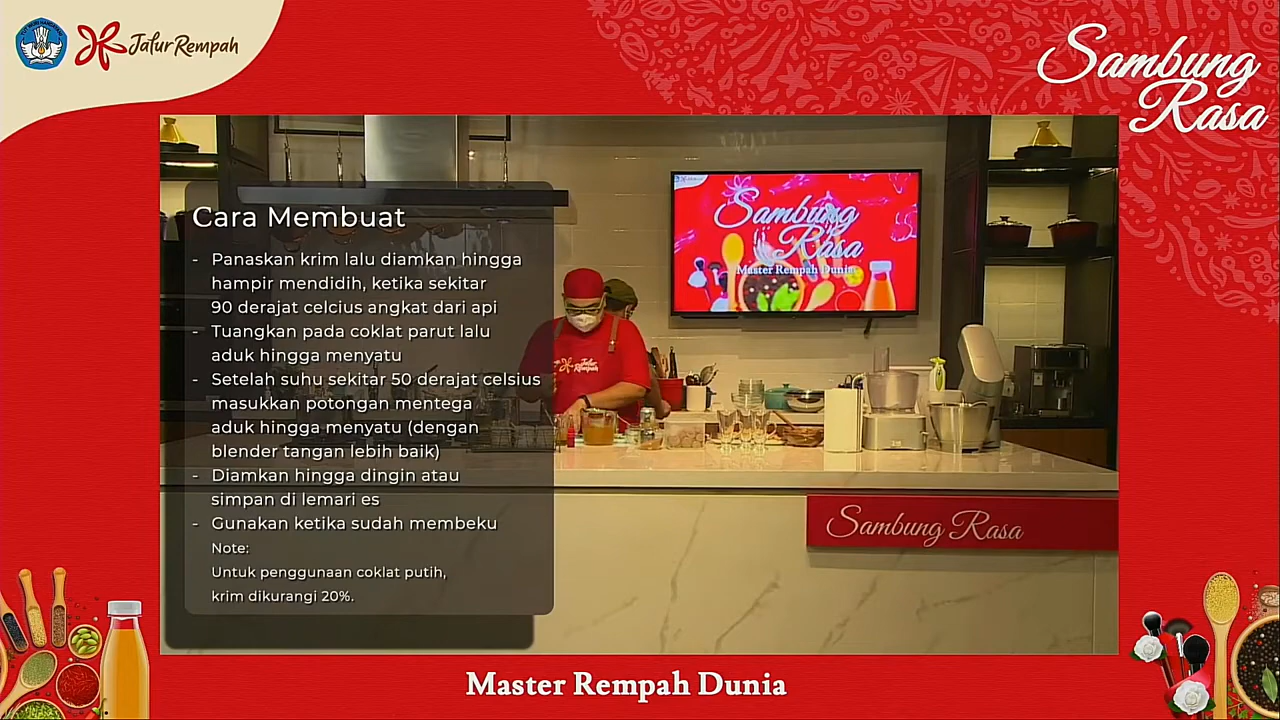 Jalur Rempah
Sambung
Rasa
Sambung
Rasa
Master Rempah Dunia
Cara Membuat
- Panaskan krim lalu diamkan hingga
hampir mendidih, ketika sekitar
90 derajat celcius angkat dari api
- Tuangkan pada coklat parut lalu
aduk hingga menyatu
- Setelah suhu sekitar 50 derajat celsius
masukkan potongan mentega
aduk hingga menyatu (dengan
blender tangan lebih baik)
- Diamkan hingga dingin atau
simpan di lemari es
- Gunakan ketika sudah membeku
Note:
Untuk penggunaan coklat putih,
krim dikurangi 20%.
Jalur
Rempah
Sambung Rasa
Master Rempah Dunia